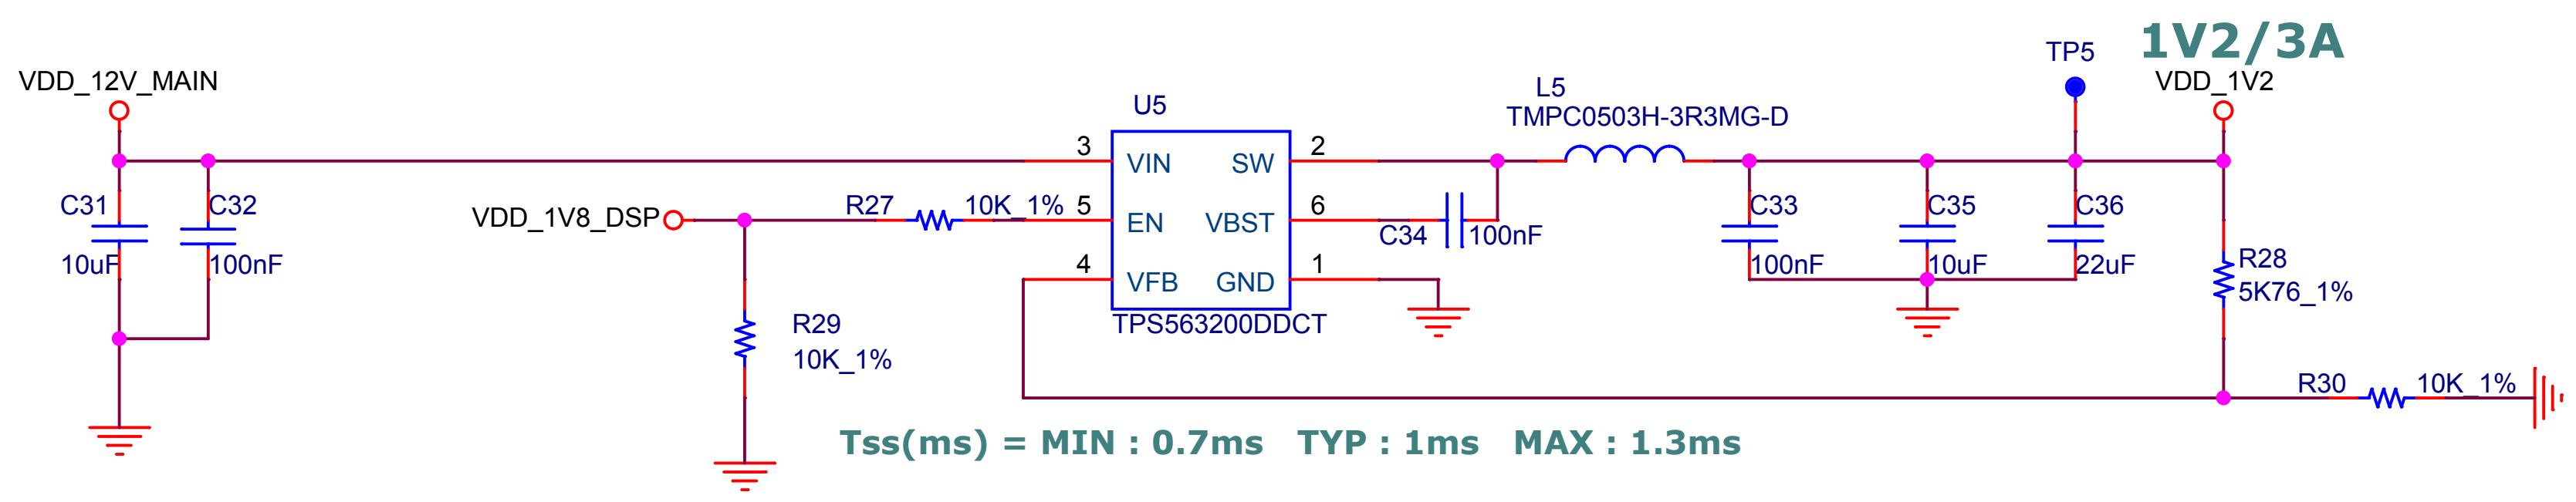 1V2/3A
TP5
VDD_12V_MAIN
VDD_1V2
U5
L5
TMPC0503H-3R3MG-D
3
VIN
SW
2
C31
10uF
C32
100nF
VDD_1V8_DSP
R27
10K_1%
5
EN
VBST
6
C34
100nF
4
VFB
GND
1
TPS563200DDCT
C33
100nF
C35
10uF
C36
22uF
R28
5K76_1%
R29
10K_1%
R30
10K_1%
Tss(ms) = MIN : 0.7ms TYP : 1ms MAX : 1.3ms